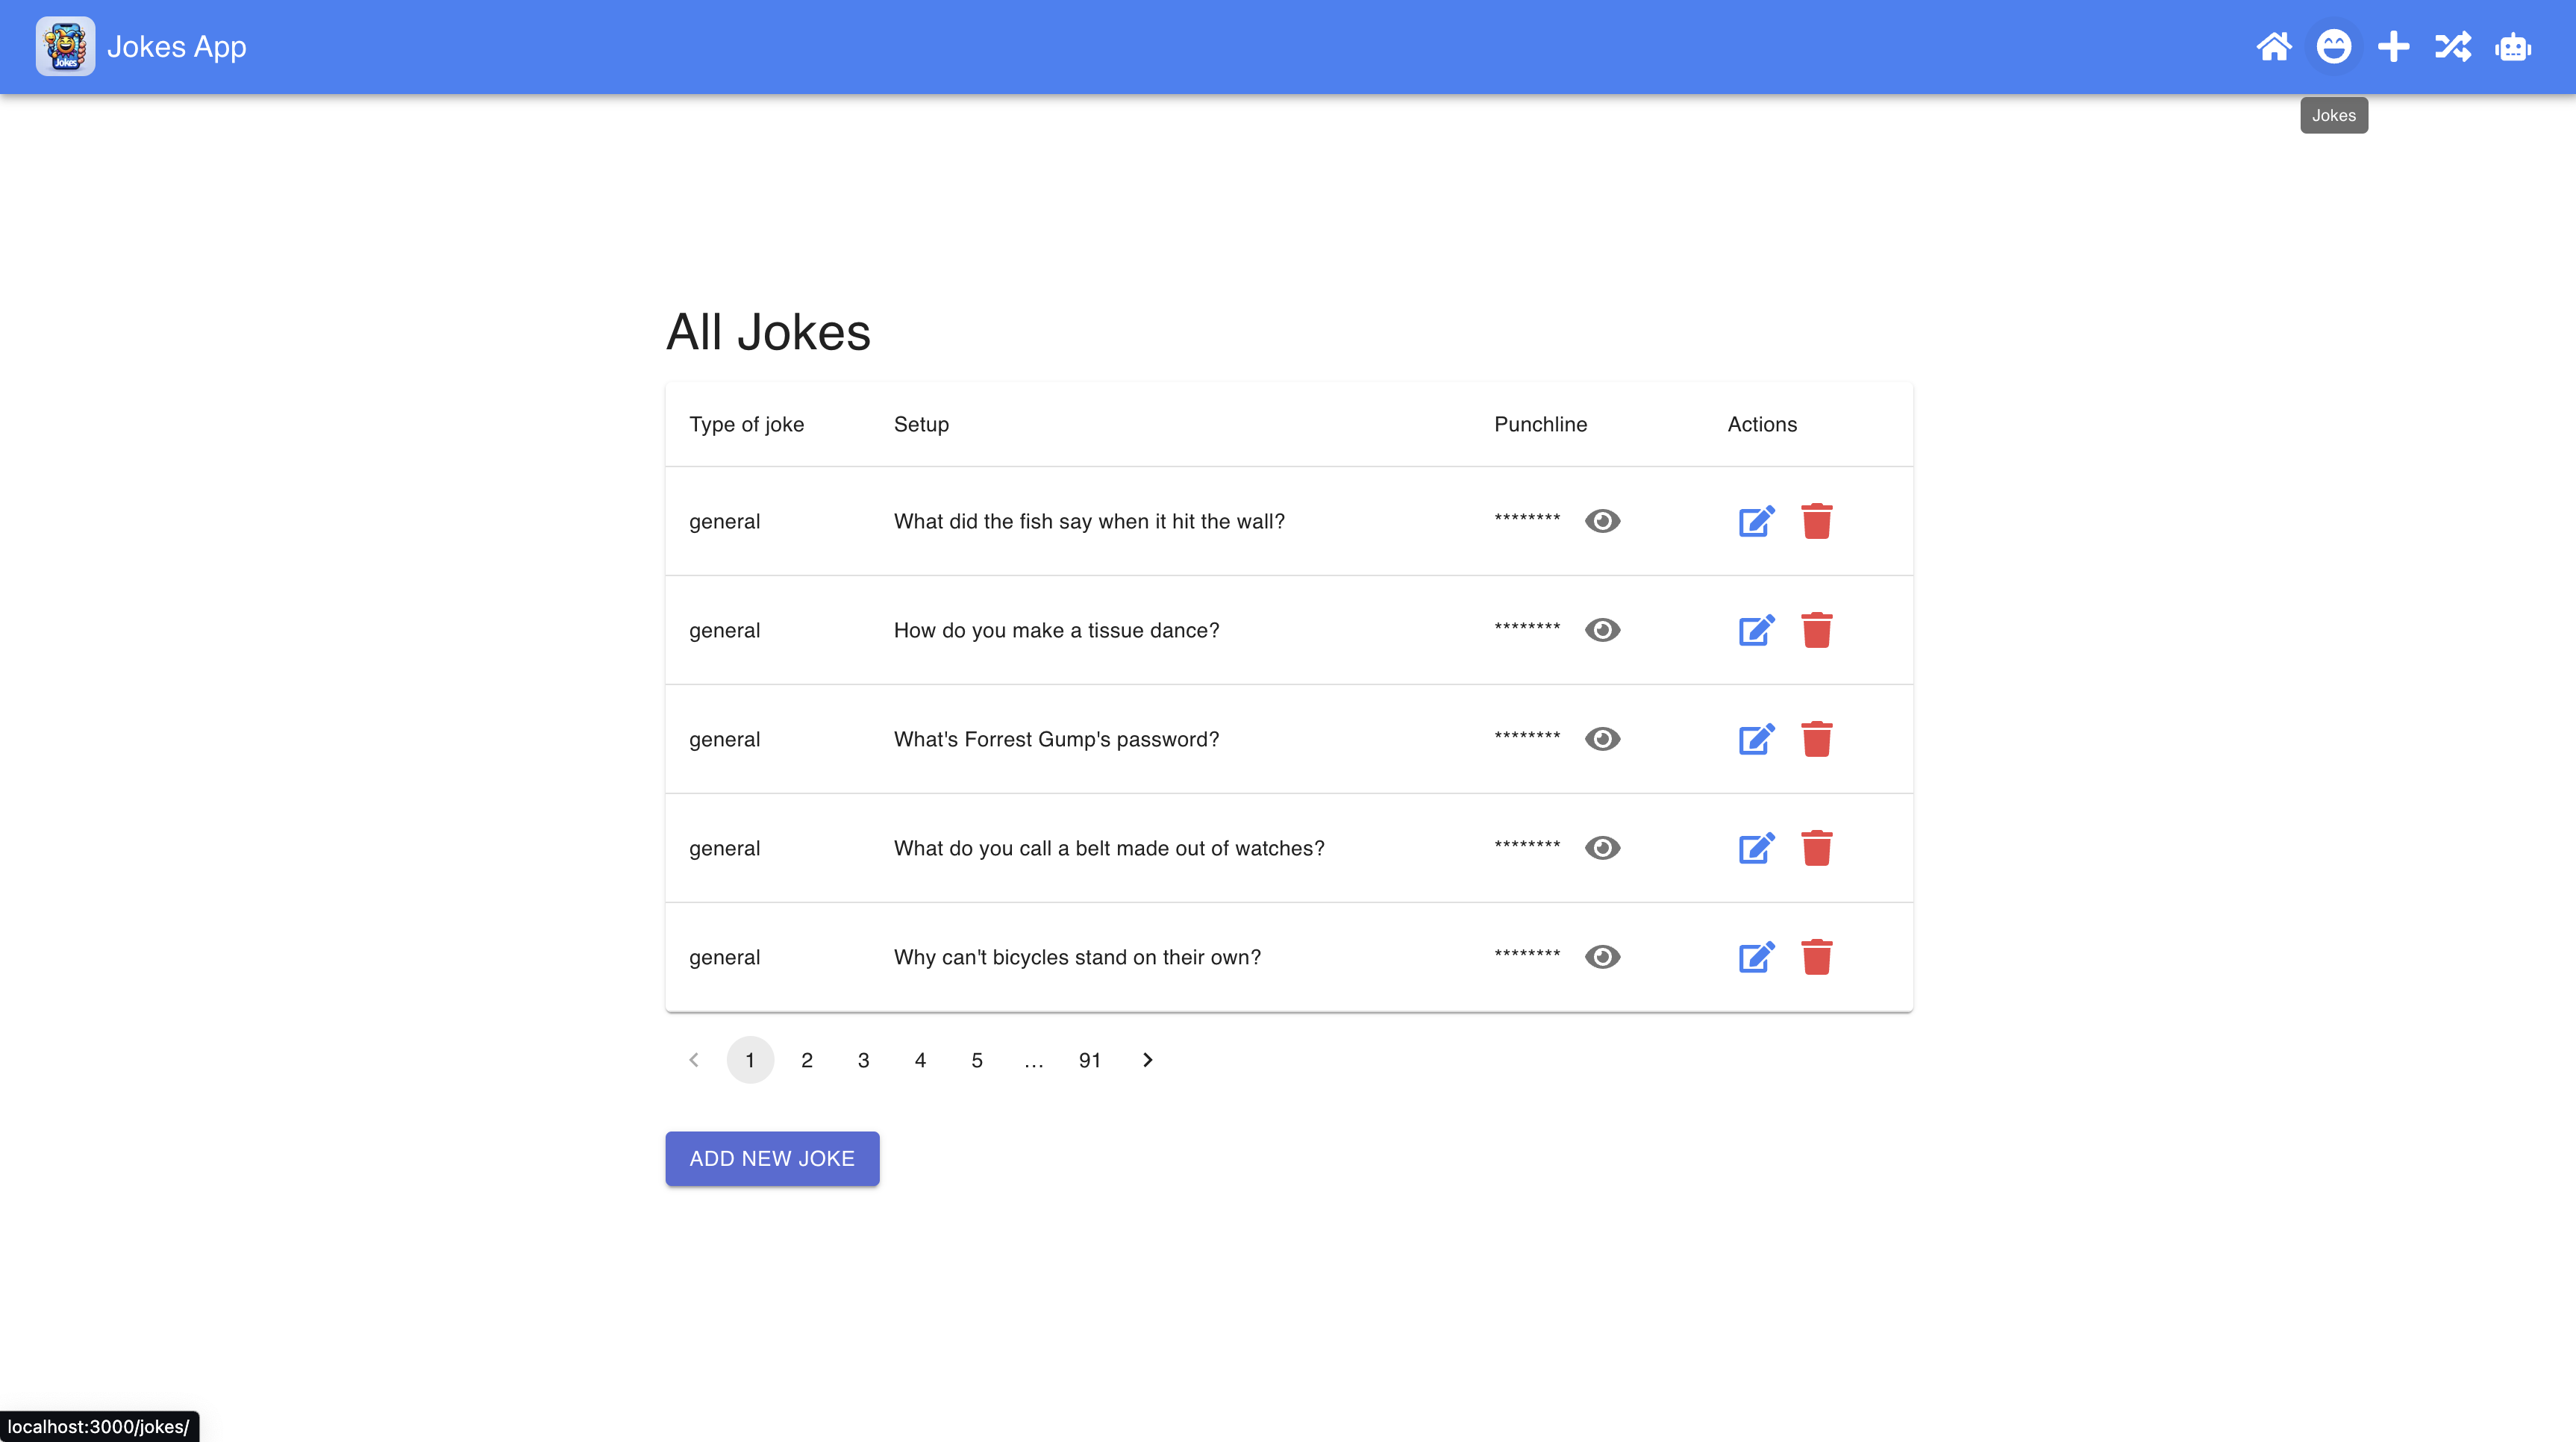 Jokes
Jokes App
Jokes
All Jokes
Type of joke Setup Punchline Actions
general What did the fish say when it hit the wall? ********
general How do you make a tissue dance? ********
general What's Forrest Gump's password? ********
general What do you call a belt made out of watches? ********
general Why can't bicycles stand on their own? ********
1 2 3 4 5 ... 91
ADD NEW JOKE
localhost:3000/jokes/